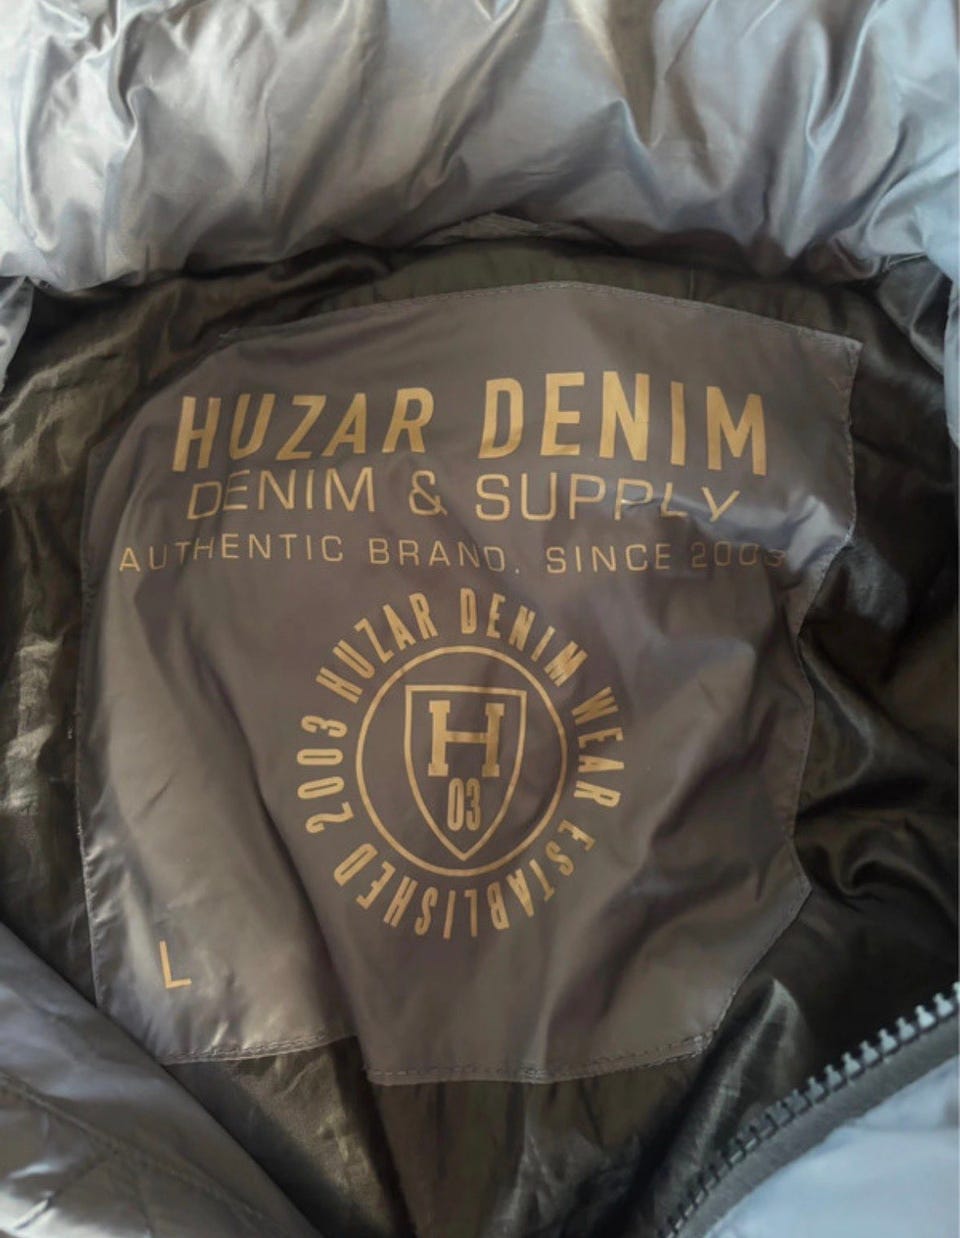 HUZAR DENIM
DENIM & SUPPLY
AUTHENTIC BRAND. SINCE 2003
HUZAR DENIM WEAR ESTABLISHED 2003
H
03
L